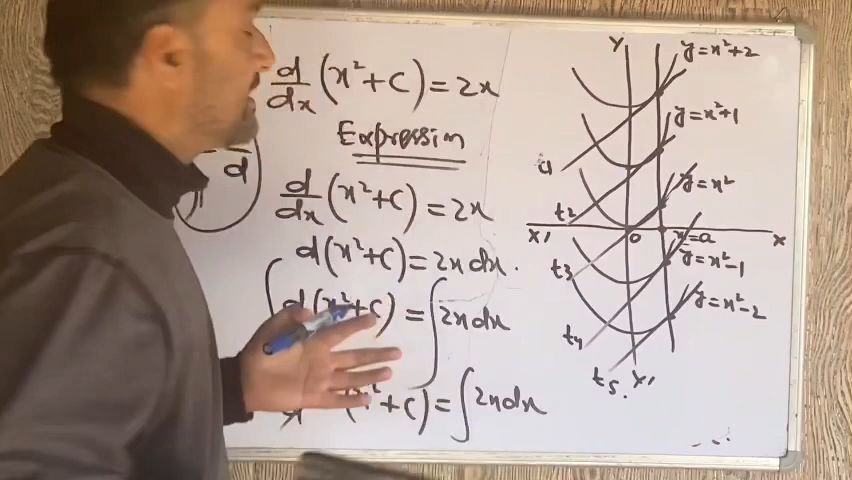 d/dx (x²+C) = 2x
Expression
d
d/dx (x²+C) = 2x
d(x²+C) = 2x dx.
∫ d(x²+C) = ∫ 2x dx
²+C) = ∫ 2x dx
Y
y=x²+2
y=x²+1
t2
y=x²
X'
o
x=a
X
t3
y=x²-1
y=x²-2
t4
t5.